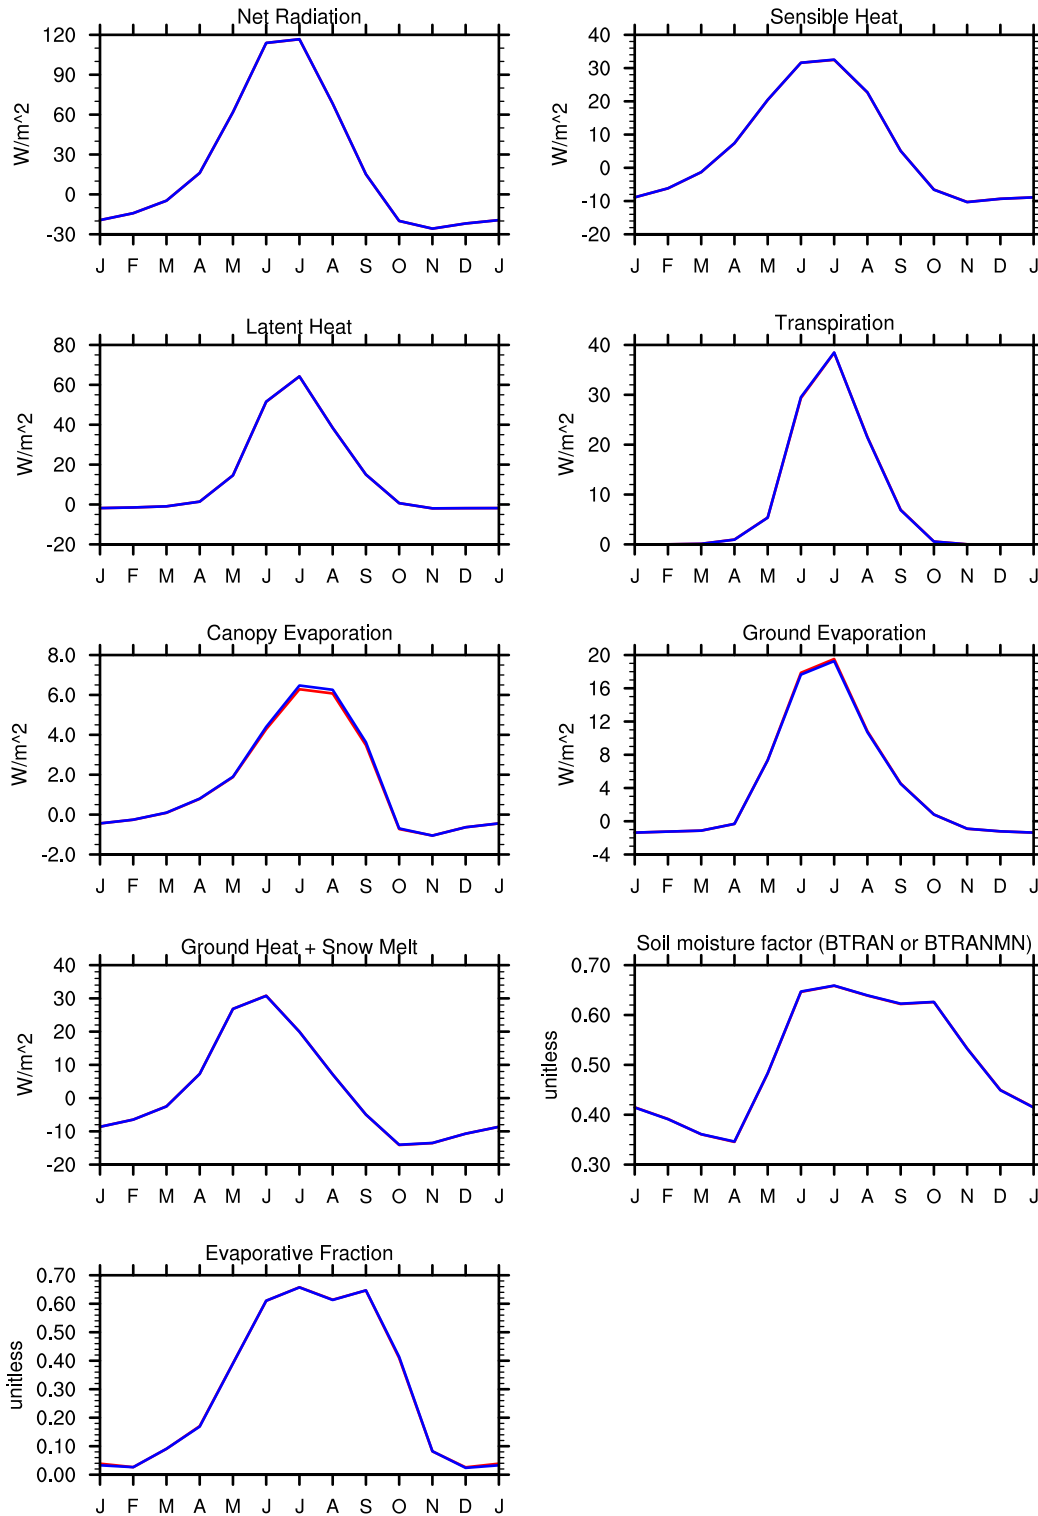 Net Radiation
W/m^2
120
90
60
30
0
-30
J F M A M J J A S O N D J
Sensible Heat
W/m^2
40
30
20
10
0
-10
-20
J F M A M J J A S O N D J
Latent Heat
W/m^2
80
60
40
20
0
-20
J F M A M J J A S O N D J
Transpiration
W/m^2
40
30
20
10
0
J F M A M J J A S O N D J
Canopy Evaporation
W/m^2
8.0
6.0
4.0
2.0
0.0
-2.0
J F M A M J J A S O N D J
Ground Evaporation
W/m^2
20
16
12
8
4
0
-4
J F M A M J J A S O N D J
Ground Heat + Snow Melt
W/m^2
40
30
20
10
0
-10
-20
J F M A M J J A S O N D J
Soil moisture factor (BTRAN or BTRANMN)
unitless
0.70
0.60
0.50
0.40
0.30
J F M A M J J A S O N D J
Evaporative Fraction
unitless
0.70
0.60
0.50
0.40
0.30
0.20
0.10
0.00
J F M A M J J A S O N D J